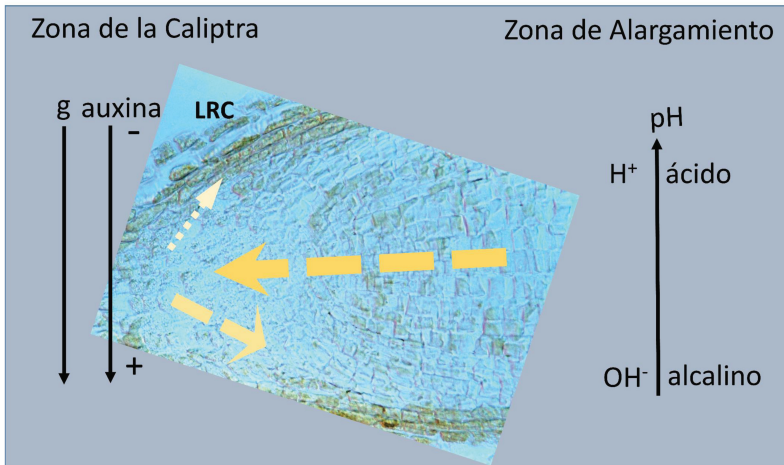 Zona de la Caliptra
Zona de Alargamiento
g auxina
LRC
-
+
pH
H⁺ ácido
OH⁻ alcalino